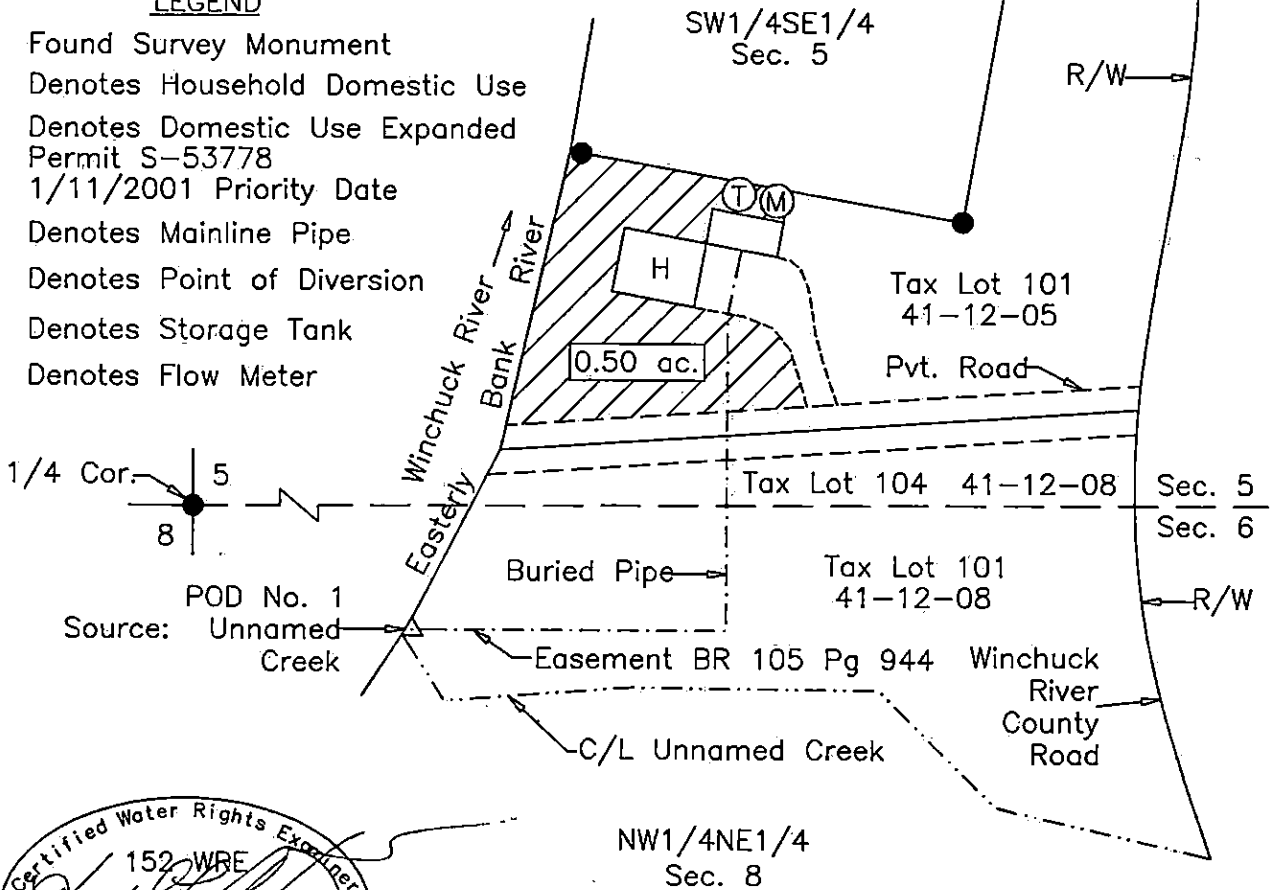 LEGEND
Found Survey Monument
Denotes Household Domestic Use
Denotes Domestic Use Expanded
Permit S-53778
1/11/2001 Priority Date
Denotes Mainline Pipe
Denotes Point of Diversion
Denotes Storage Tank
Denotes Flow Meter
SW1/4SE1/4
Sec. 5
R/W
T
M
H
0.50 ac.
Winchuck River
Easterly Bank River
Tax Lot 101
41-12-05
Pvt. Road
1/4 Cor.
5
8
Tax Lot 104 41-12-08
Sec. 5
Sec. 6
Buried Pipe
Tax Lot 101
41-12-08
R/W
POD No. 1
Source: Unnamed
Creek
Easement BR 105 Pg 944
Winchuck
River
County
Road
C/L Unnamed Creek
NW1/4NE1/4
Sec. 8
Certified Water Rights Examiner
152 WRE